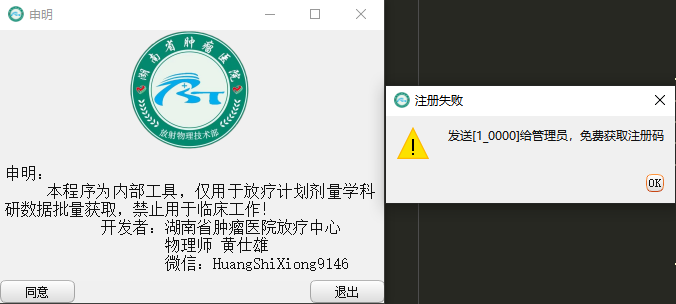 申明
湖南省肿瘤医院
放射物理技术部
申明：
本程序为内部工具，仅用于放疗计划剂量学科
研数据批量获取，禁止用于临床工作！
开发者：湖南省肿瘤医院放疗中心
物理师 黄仕雄
微信：HuangShiXiong9146
同意
退出
注册失败
发送[1_0000]给管理员，免费获取注册码
OK